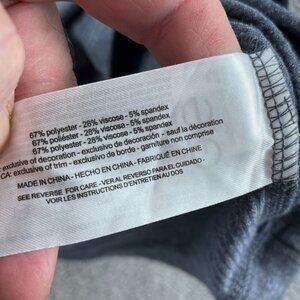 67% polyester - 28% viscose - 5% spandex
67% poliéster - 28% viscosa - 5% spandex
67% polyester - 28% viscose - 5% spandex
exclusive of decoration - exclusivo de decoración - sauf la décoration
CA: exclusive of trim - exclusivo de borde - garniture non comprise
MADE IN CHINA - HECHO EN CHINA - FABRIQUÉ EN CHINE
SEE REVERSE FOR CARE - VER AL REVERSO PARA EL CUIDADO -
VOIR LES INSTRUCTIONS D'ENTRETIEN AU DOS